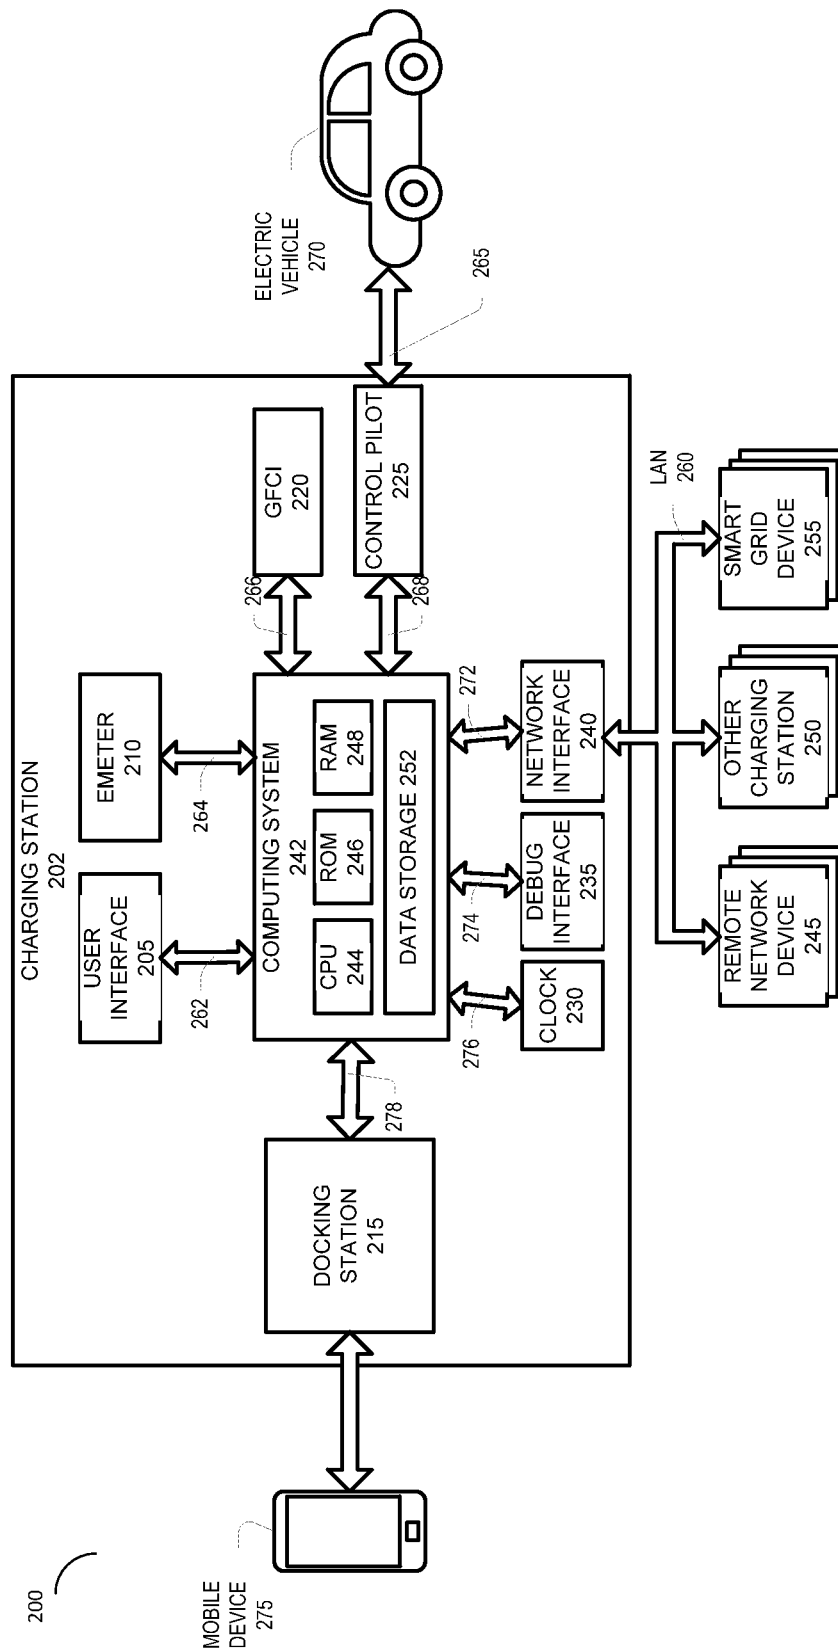 200
CHARGING STATION
202
MOBILE
DEVICE
275
DOCKING
STATION
215
278
USER
INTERFACE
205
262
EMETER
210
264
COMPUTING SYSTEM
242
CPU
244
ROM
246
RAM
248
DATA STORAGE 252
266
GFCI
220
268
CONTROL PILOT
225
265
ELECTRIC
VEHICLE
270
276
CLOCK
230
274
DEBUG
INTERFACE
235
272
NETWORK
INTERFACE
240
LAN
260
REMOTE
NETWORK
DEVICE
245
OTHER
CHARGING
STATION
250
SMART
GRID
DEVICE
255